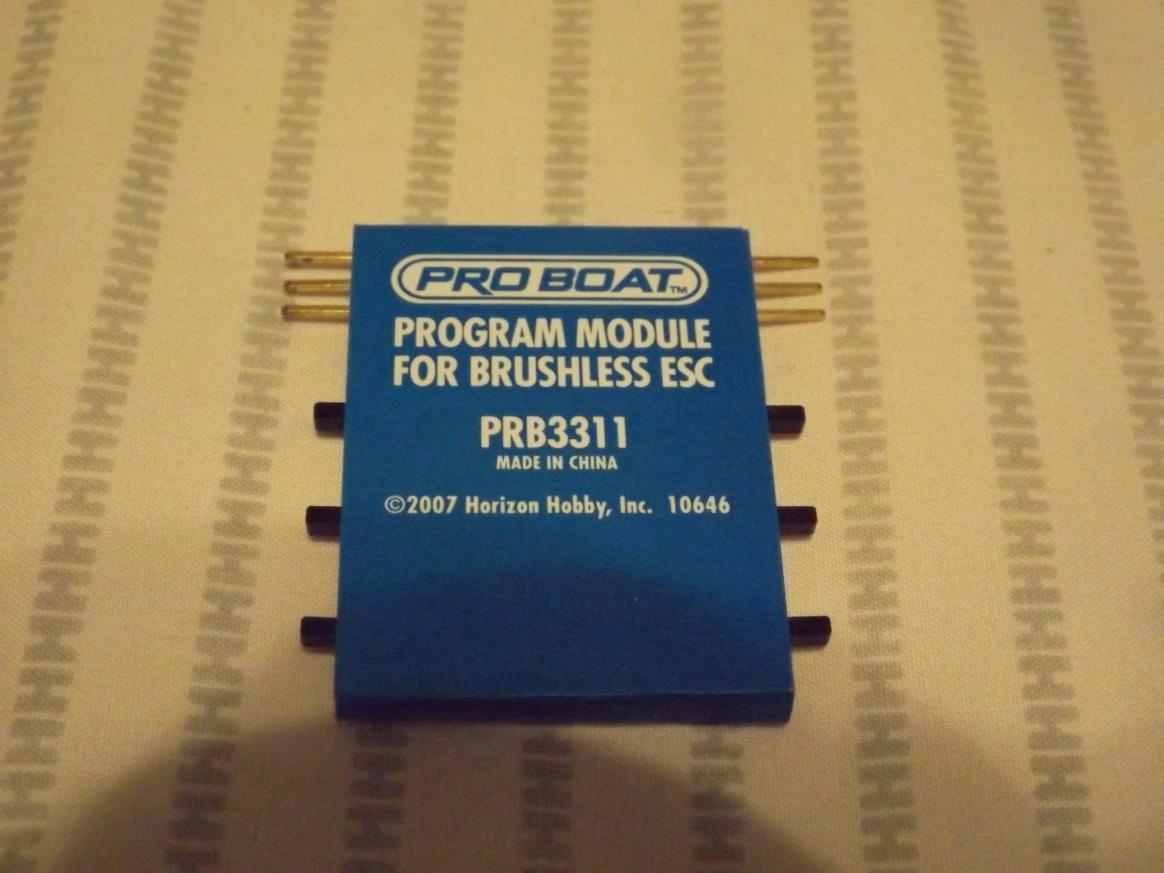 PRO BOAT™
PROGRAM MODULE
FOR BRUSHLESS ESC
PRB3311
MADE IN CHINA
©2007 Horizon Hobby, Inc. 10646